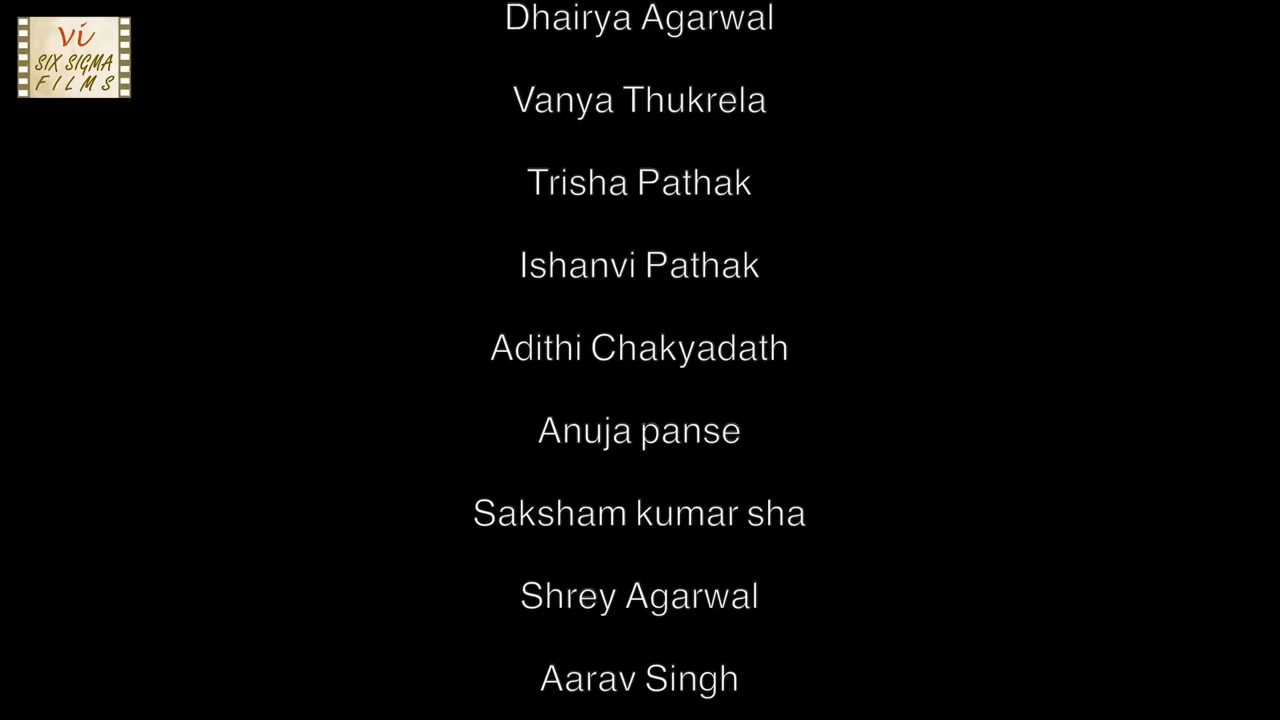 vi
SIX SIGMA
FILMS
Dhairya Agarwal
Vanya Thukrela
Trisha Pathak
Ishanvi Pathak
Adithi Chakyadath
Anuja panse
Saksham kumar sha
Shrey Agarwal
Aarav Singh